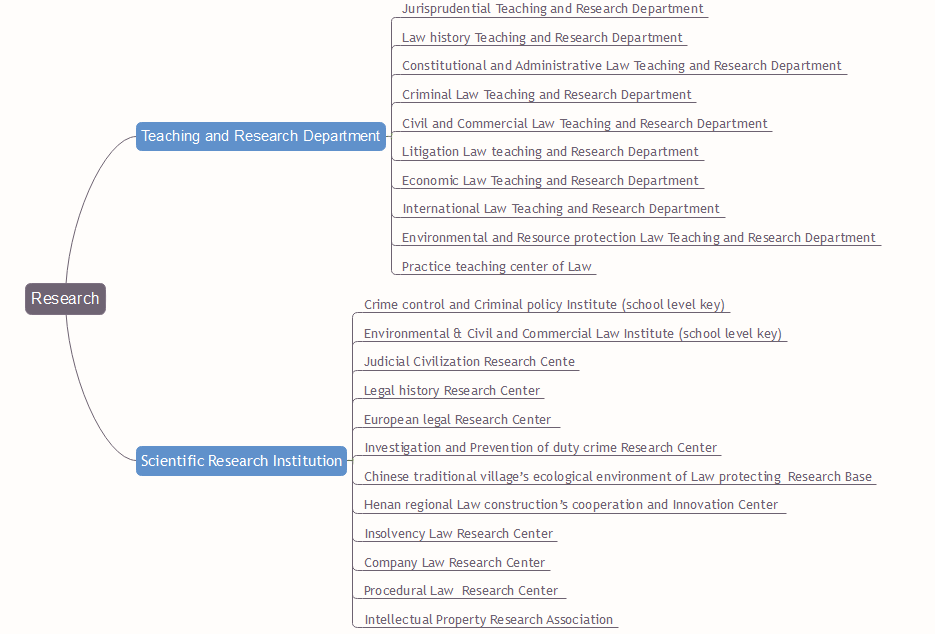 Jurisprudential Teaching and Research Department
Law history Teaching and Research Department
Constitutional and Administrative Law Teaching and Research Department
Criminal Law Teaching and Research Department
Civil and Commercial Law Teaching and Research Department
Teaching and Research Department
Litigation Law teaching and Research Department
Economic Law Teaching and Research Department
International Law Teaching and Research Department
Environmental and Resource protection Law Teaching and Research Department
Practice teaching center of Law
Research
Crime control and Criminal policy Institute (school level key)
Environmental & Civil and Commercial Law Institute (school level key)
Judicial Civilization Research Cente
Legal history Research Center
European legal Research Center
Investigation and Prevention of duty crime Research Center
Scientific Research Institution
Chinese traditional village’s ecological environment of Law protecting  Research Base
Henan regional Law construction’s cooperation and Innovation Center
Insolvency Law Research Center
Company Law Research Center
Procedural Law  Research Center
Intellectual Property Research Association